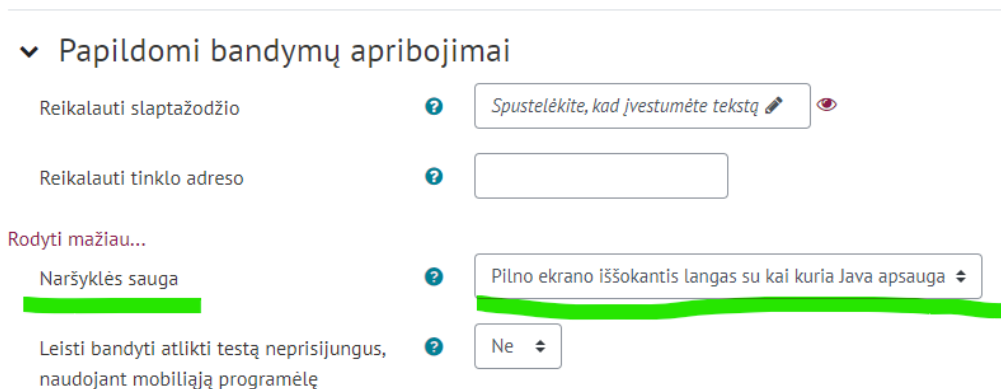 Papildomi bandymų apribojimai
Reikalauti slaptažodžio
Spustelėkite, kad įvestumėte tekstą
Reikalauti tinklo adreso
Rodyti mažiau...
Naršyklės sauga
Pilno ekrano iššokantis langas su kai kuria Java apsauga
Leisti bandyti atlikti testą neprisijungus,
naudojant mobiliąją programėlę
Ne